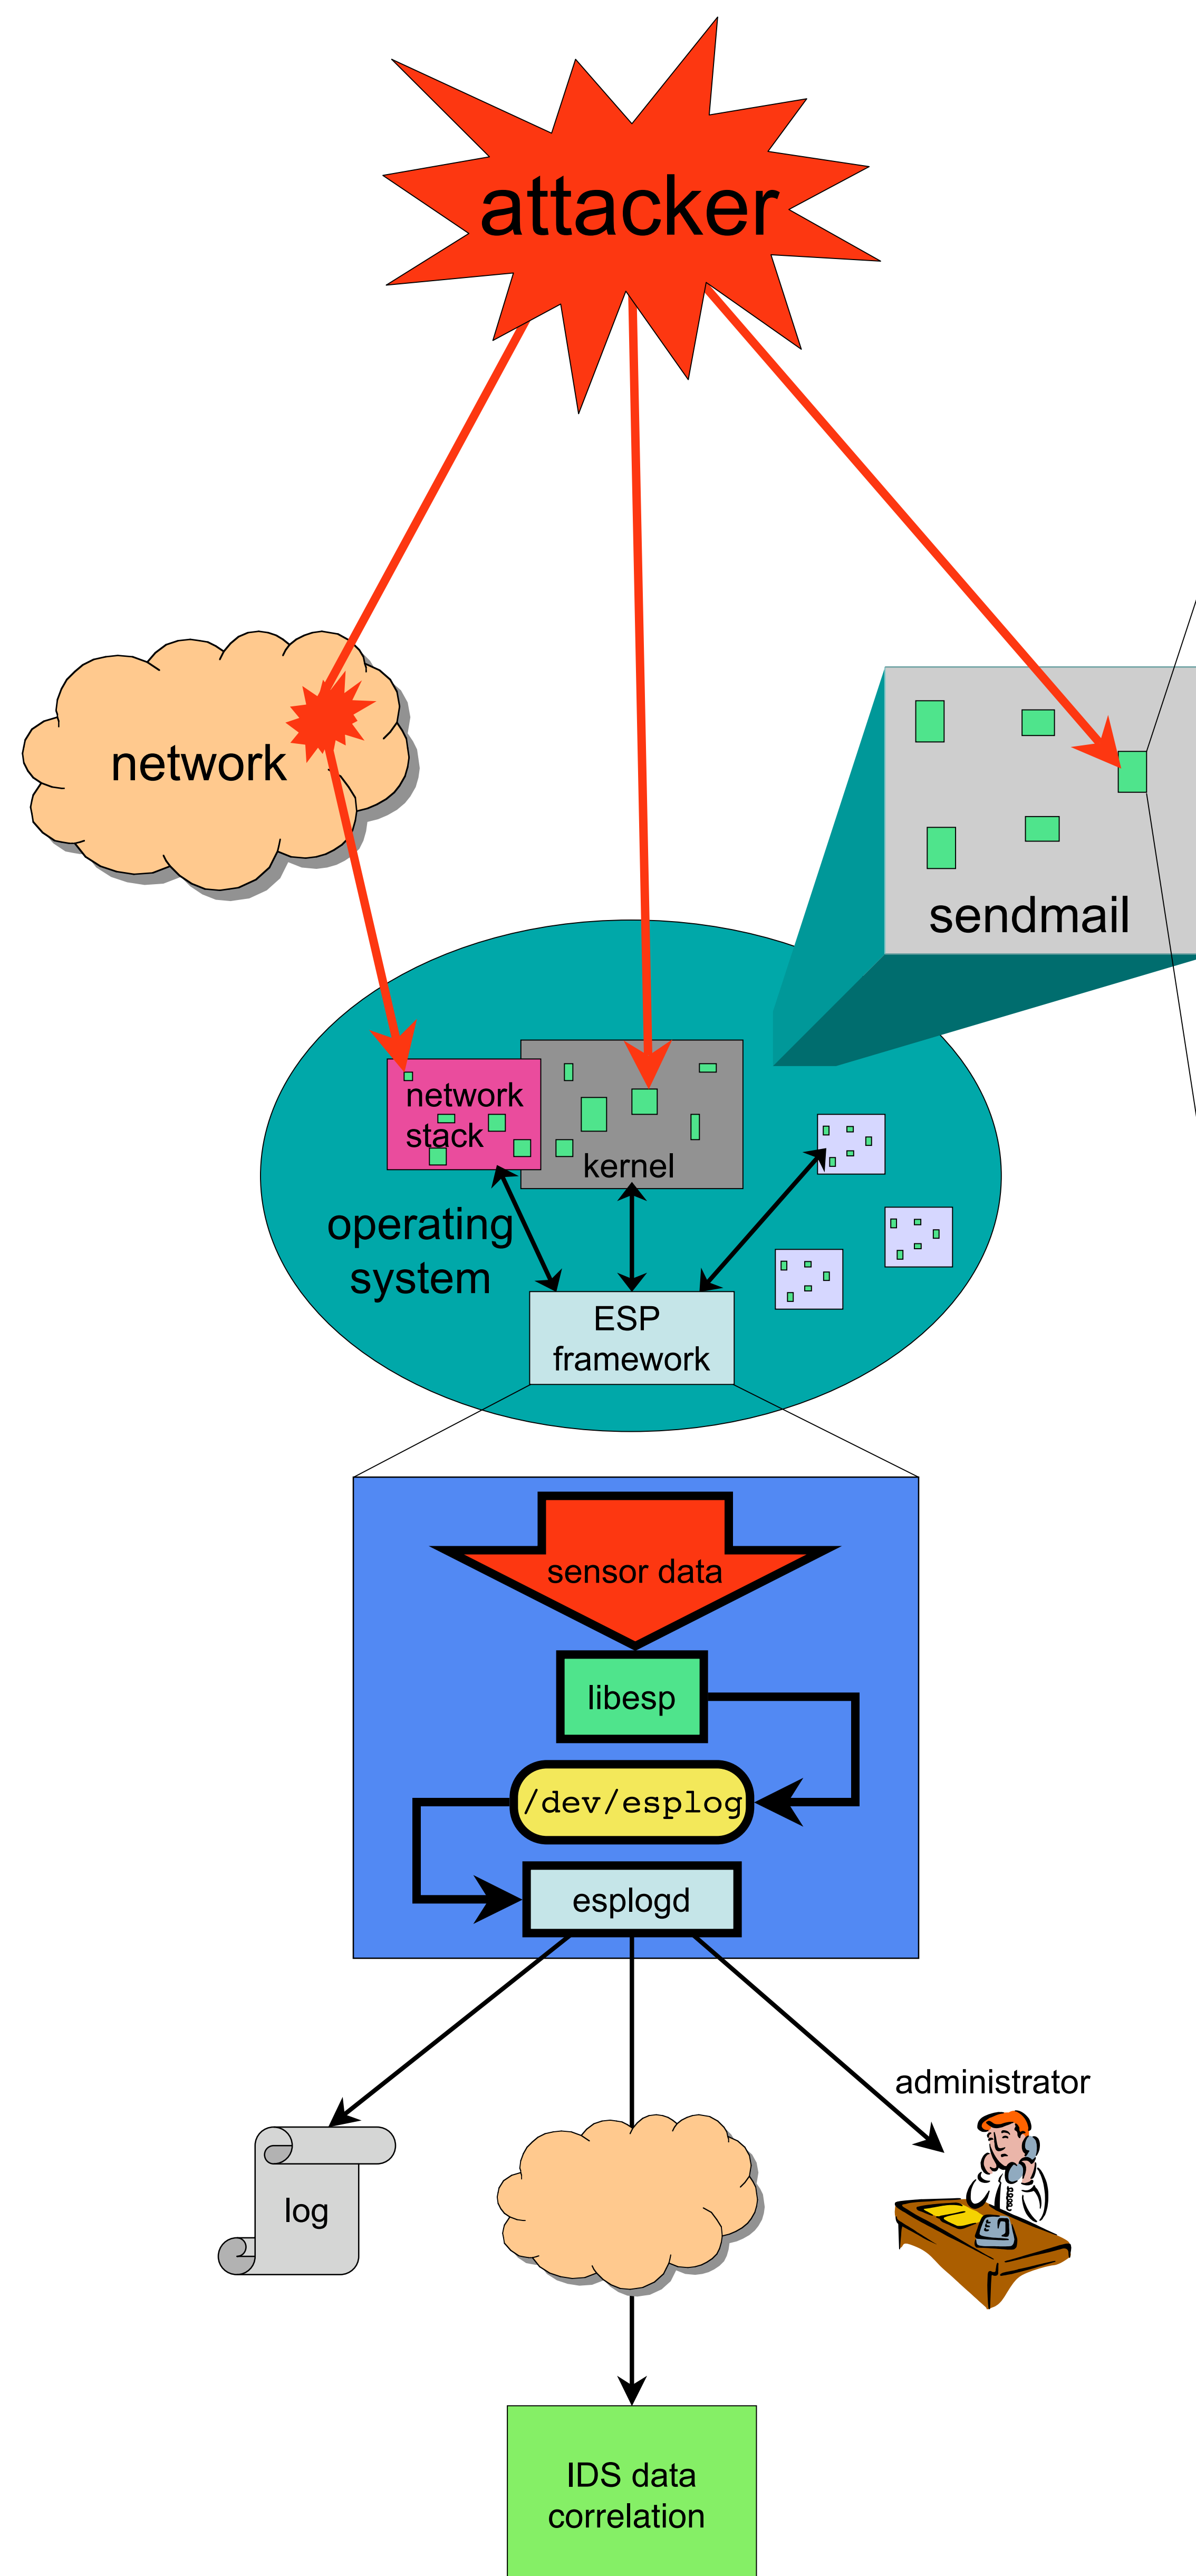 attacker
network
sendmail
network
stack
kernel
operating
system
ESP
framework
sensor data
libesp
/dev/esplog
esplogd
administrator
log
IDS data
correlation